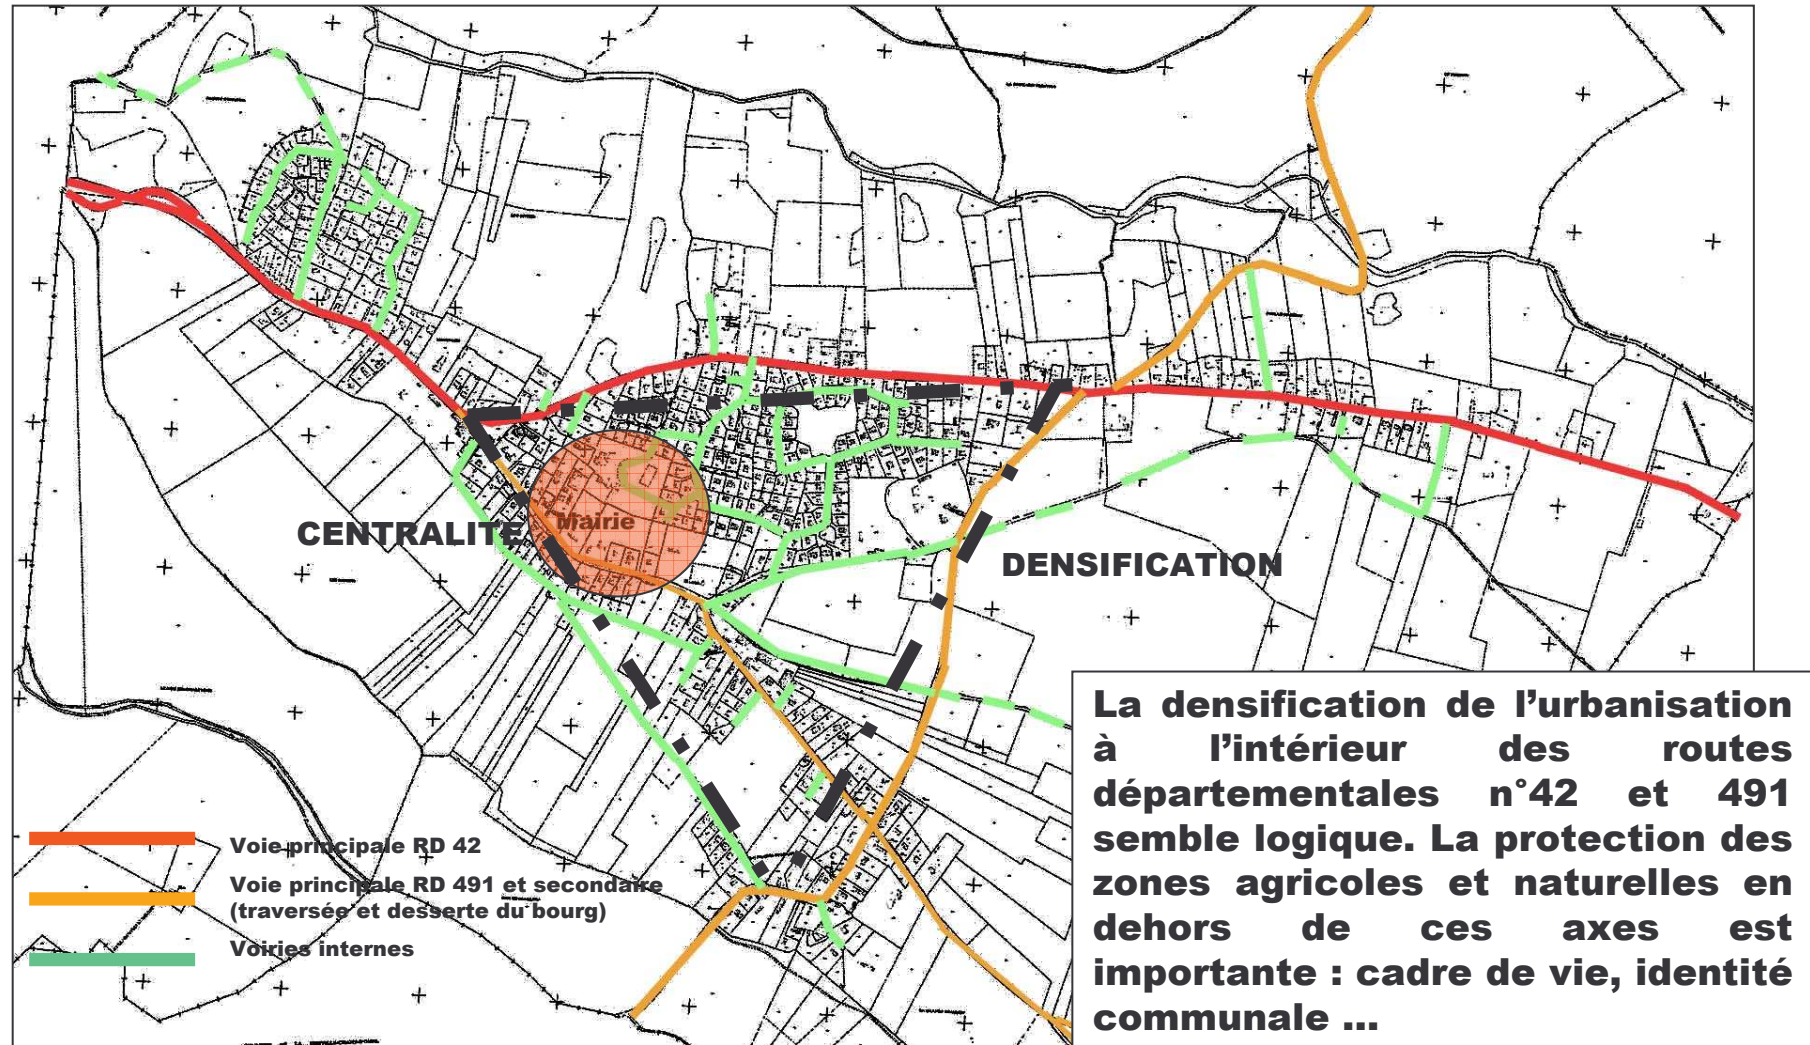 CENTRALITE
Mairie
DENSIFICATION
Voie principale RD 42
Voie principale RD 491 et secondaire
(traversée et desserte du bourg)
Voiries internes
La densification de l’urbanisation
à l’intérieur des routes
départementales n°42 et 491
semble logique. La protection des
zones agricoles et naturelles en
dehors de ces axes est
importante : cadre de vie, identité
communale ...